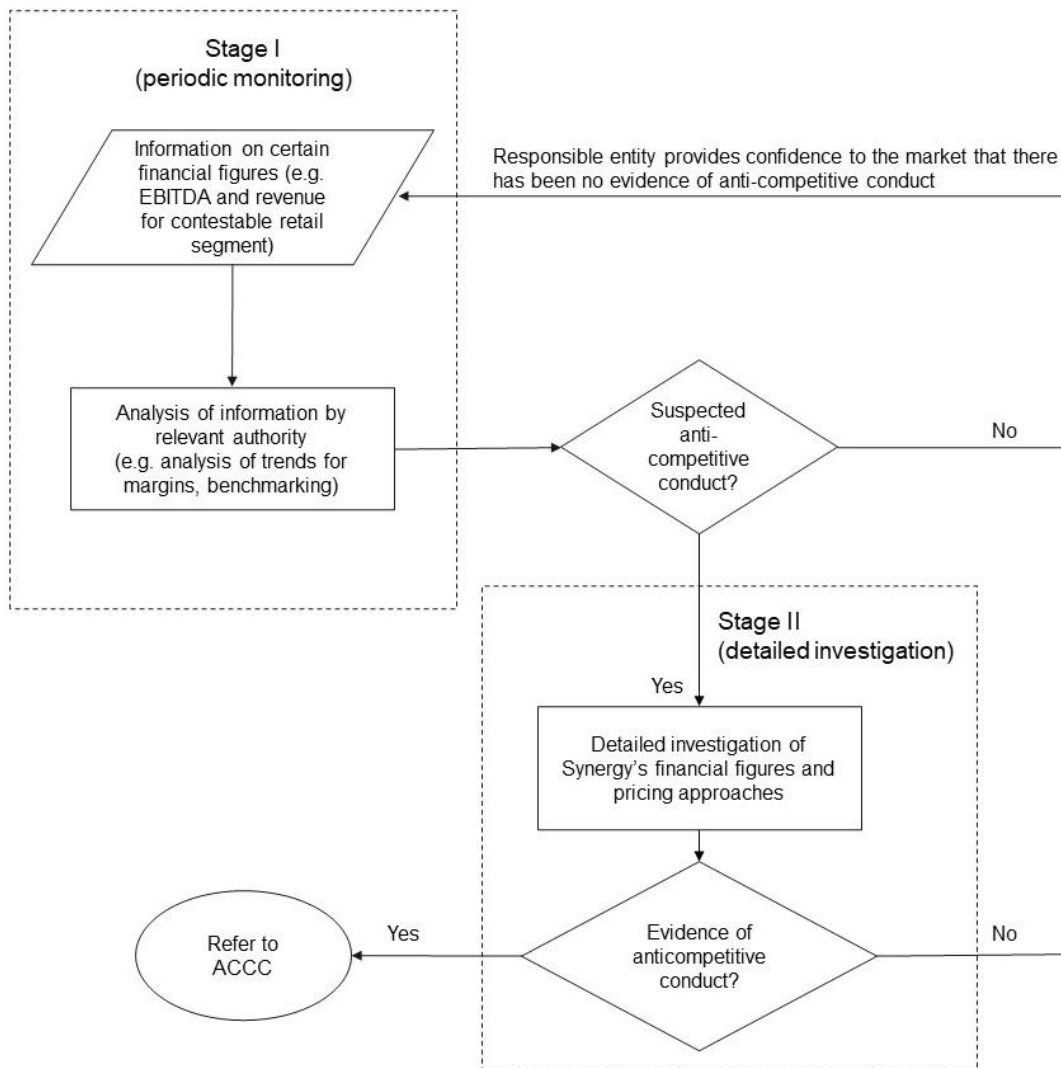 Stage I
(periodic monitoring)
Information on certain
financial figures (e.g.
EBITDA and revenue
for contestable retail
segment)
Responsible entity provides confidence to the market that there
has been no evidence of anti-competitive conduct
Analysis of information by
relevant authority
(e.g. analysis of trends for
margins, benchmarking)
Suspected
anti-
competitive
conduct?
No
Stage II
(detailed investigation)
Yes
Detailed investigation of
Synergy's financial figures and
pricing approaches
Evidence of
anticompetitive
conduct?
No
Yes
Refer to
ACCC